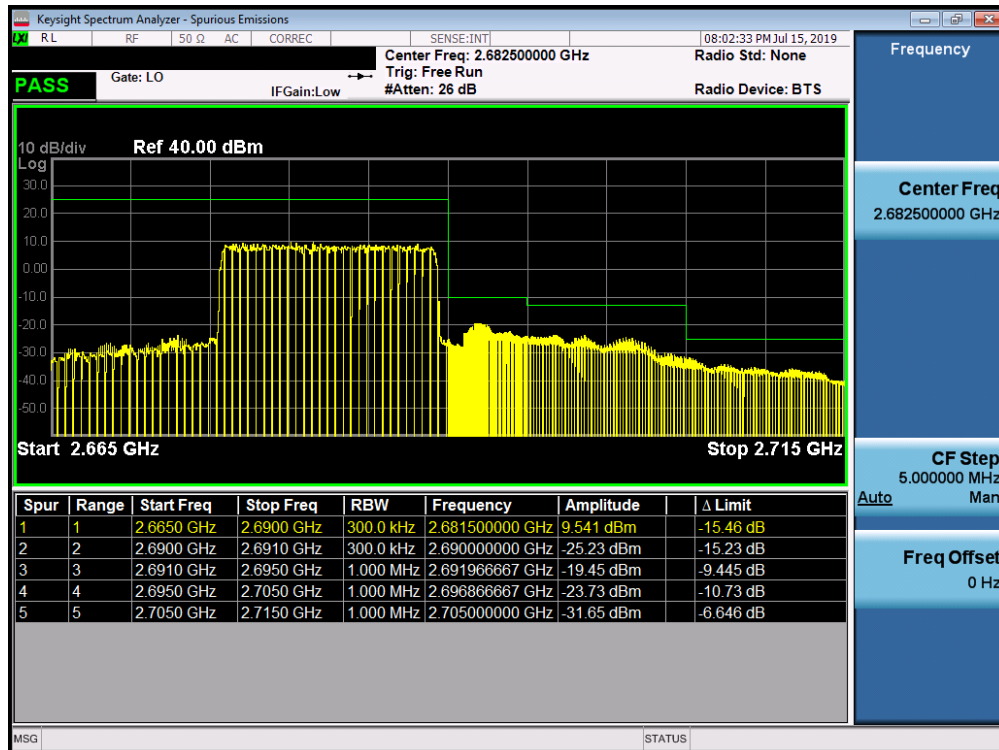 Keysight Spectrum Analyzer - Spurious Emissions
LXI RL RF 50 Ω AC CORREC SENSE:INT 08:02:33 PM Jul 15, 2019
Center Freq: 2.682500000 GHz Radio Std: None
PASS Gate: LO Trig: Free Run
IFGain:Low #Atten: 26 dB Radio Device: BTS
10 dB/div Ref 40.00 dBm
Log
30.0
20.0
10.0
0.00
-10.0
-20.0
-30.0
-40.0
-50.0
Start 2.665 GHz Stop 2.715 GHz
Spur Range Start Freq Stop Freq RBW Frequency Amplitude Δ Limit
1 1 2.6650 GHz 2.6900 GHz 300.0 kHz 2.681500000 GHz 9.541 dBm -15.46 dB
2 2 2.6900 GHz 2.6910 GHz 300.0 kHz 2.690000000 GHz -25.23 dBm -15.23 dB
3 3 2.6910 GHz 2.6950 GHz 1.000 MHz 2.691966667 GHz -19.45 dBm -9.445 dB
4 4 2.6950 GHz 2.7050 GHz 1.000 MHz 2.696866667 GHz -23.73 dBm -10.73 dB
5 5 2.7050 GHz 2.7150 GHz 1.000 MHz 2.705000000 GHz -31.65 dBm -6.646 dB
MSG STATUS
Frequency
Center Freq
2.682500000 GHz
CF Step
5.000000 MHz
Auto Man
Freq Offset
0 Hz